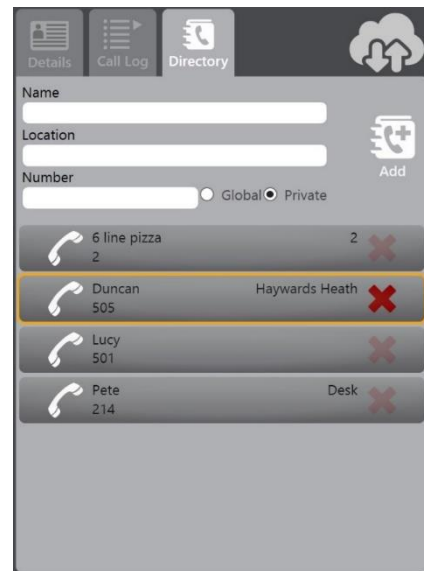 Details Call Log Directory
Name
Location
Add
Number
Global Private
6 line pizza 2
2
Duncan Haywards Heath
505
Lucy
501
Pete Desk
214